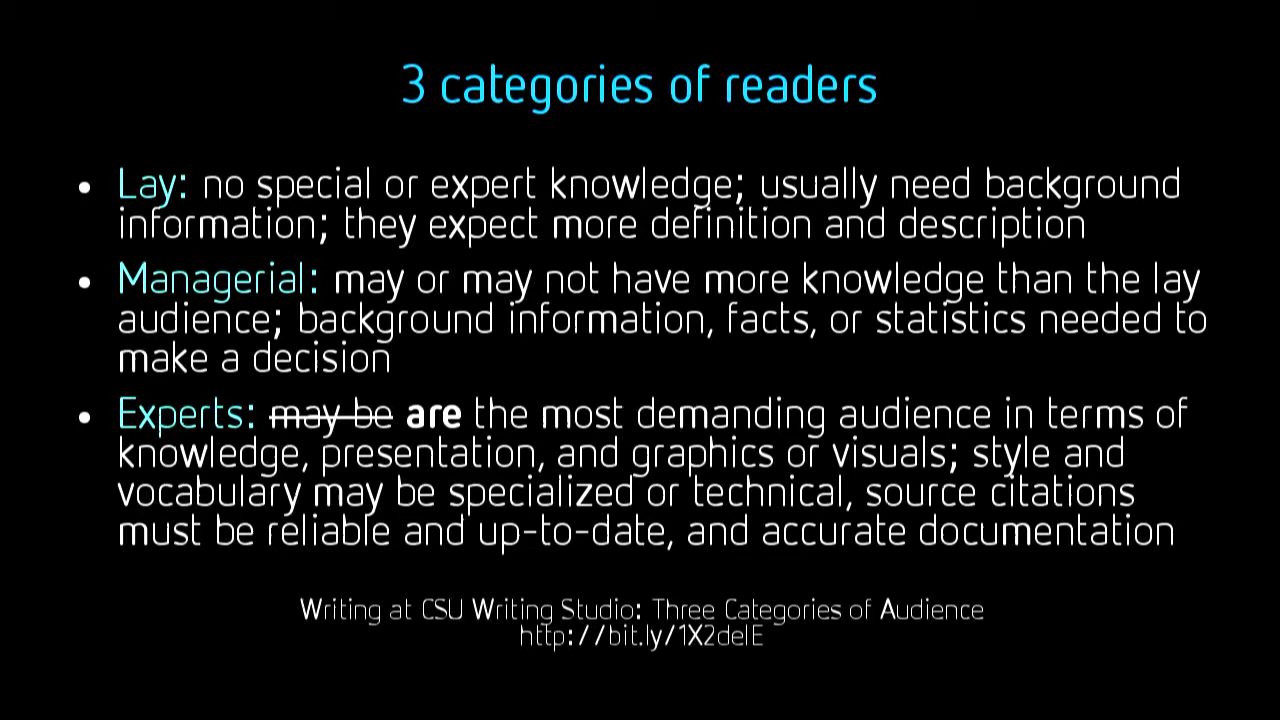 3 categories of readers
• Lay: no special or expert knowledge; usually need background
information; they expect more definition and description
• Managerial: may or may not have more knowledge than the lay
audience; background information, facts, or statistics needed to
make a decision
• Experts: may be are the most demanding audience in terms of
knowledge, presentation, and graphics or visuals; style and
vocabulary may be specialized or technical, source citations
must be reliable and up-to-date, and accurate documentation
Writing at CSU Writing Studio: Three Categories of Audience
http://bit.ly/1X2delE